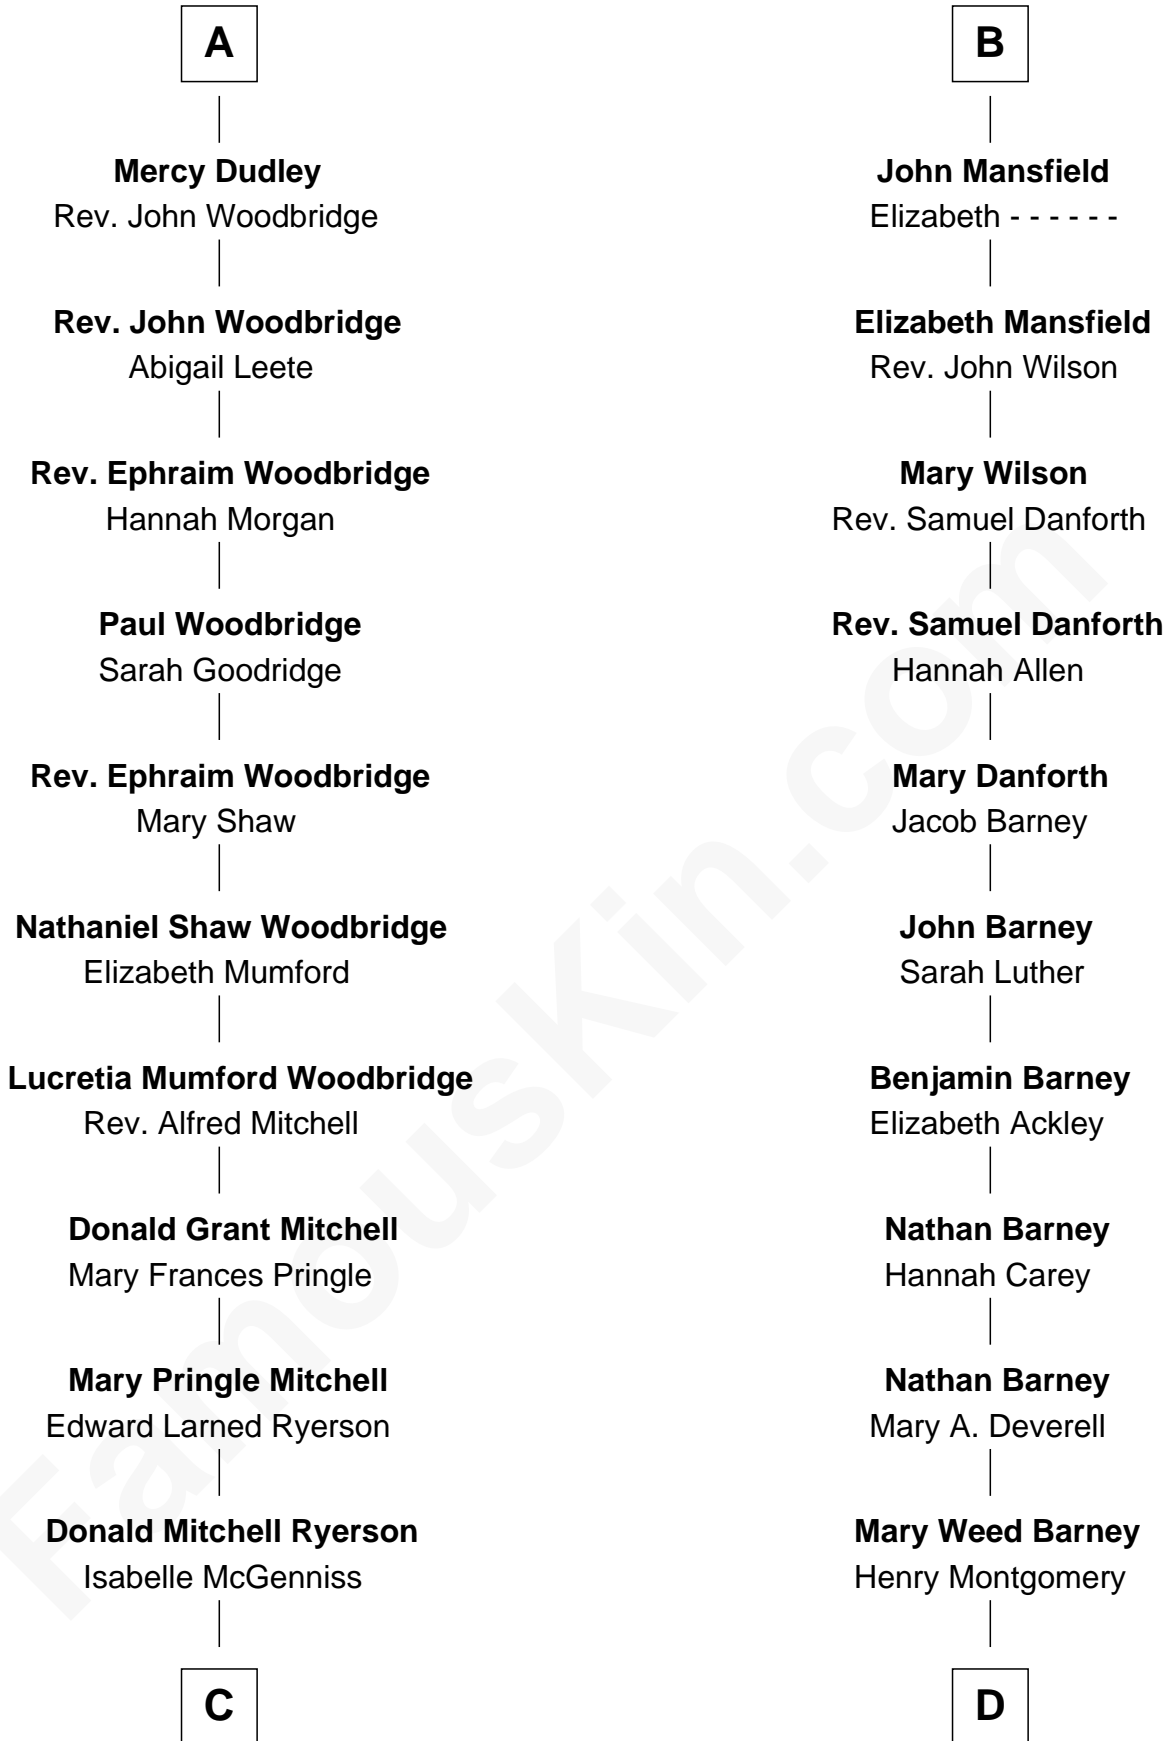 A
Mercy Dudley
Rev. John Woodbridge
Rev. John Woodbridge
Abigail Leete
Rev. Ephraim Woodbridge
Hannah Morgan
Paul Woodbridge
Sarah Goodridge
Rev. Ephraim Woodbridge
Mary Shaw
Nathaniel Shaw Woodbridge
Elizabeth Mumford
Lucretia Mumford Woodbridge
Rev. Alfred Mitchell
Donald Grant Mitchell
Mary Frances Pringle
Mary Pringle Mitchell
Edward Larned Ryerson
Donald Mitchell Ryerson
Isabelle McGenniss
C
B
John Mansfield
Elizabeth - - - - - -
Elizabeth Mansfield
Rev. John Wilson
Mary Wilson
Rev. Samuel Danforth
Rev. Samuel Danforth
Hannah Allen
Mary Danforth
Jacob Barney
John Barney
Sarah Luther
Benjamin Barney
Elizabeth Ackley
Nathan Barney
Hannah Carey
Nathan Barney
Mary A. Deverell
Mary Weed Barney
Henry Montgomery
D
FamousKin.com